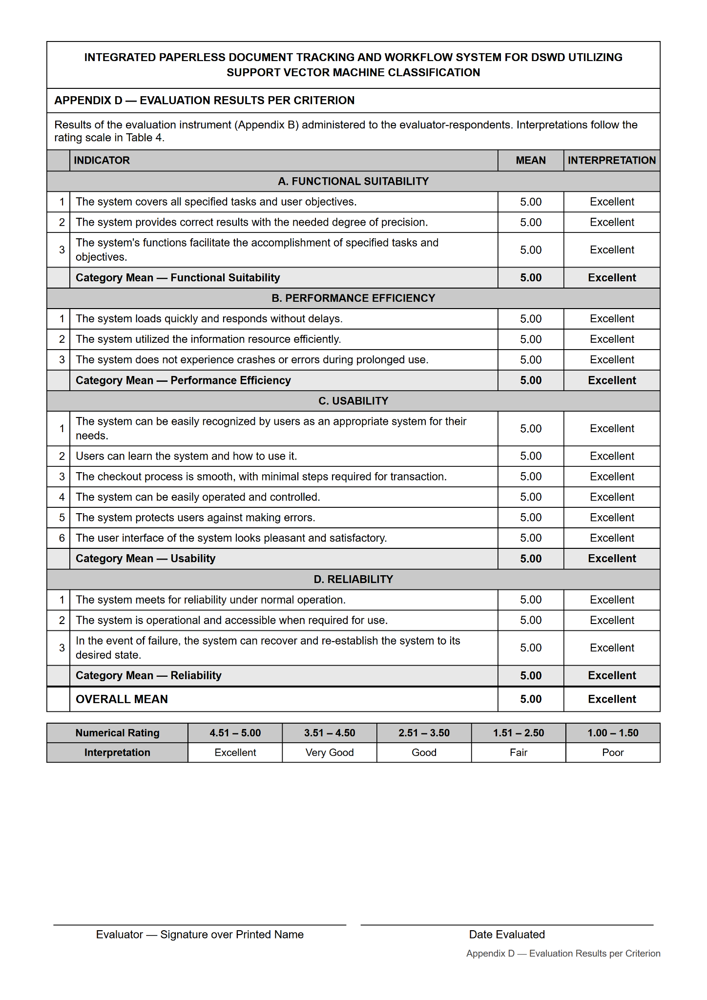 INTEGRATED PAPERLESS DOCUMENT TRACKING AND WORKFLOW SYSTEM FOR DSWD UTILIZING
SUPPORT VECTOR MACHINE CLASSIFICATION
APPENDIX D — EVALUATION RESULTS PER CRITERION
Results of the evaluation instrument (Appendix B) administered to the evaluator-respondents. Interpretations follow the
rating scale in Table 4.
INDICATOR MEAN INTERPRETATION
A. FUNCTIONAL SUITABILITY
1 The system covers all specified tasks and user objectives. 5.00 Excellent
2 The system provides correct results with the needed degree of precision. 5.00 Excellent
3 The system's functions facilitate the accomplishment of specified tasks and
objectives. 5.00 Excellent
Category Mean — Functional Suitability 5.00 Excellent
B. PERFORMANCE EFFICIENCY
1 The system loads quickly and responds without delays. 5.00 Excellent
2 The system utilized the information resource efficiently. 5.00 Excellent
3 The system does not experience crashes or errors during prolonged use. 5.00 Excellent
Category Mean — Performance Efficiency 5.00 Excellent
C. USABILITY
1 The system can be easily recognized by users as an appropriate system for their
needs. 5.00 Excellent
2 Users can learn the system and how to use it. 5.00 Excellent
3 The checkout process is smooth, with minimal steps required for transaction. 5.00 Excellent
4 The system can be easily operated and controlled. 5.00 Excellent
5 The system protects users against making errors. 5.00 Excellent
6 The user interface of the system looks pleasant and satisfactory. 5.00 Excellent
Category Mean — Usability 5.00 Excellent
D. RELIABILITY
1 The system meets for reliability under normal operation. 5.00 Excellent
2 The system is operational and accessible when required for use. 5.00 Excellent
3 In the event of failure, the system can recover and re-establish the system to its
desired state. 5.00 Excellent
Category Mean — Reliability 5.00 Excellent
OVERALL MEAN 5.00 Excellent
Numerical Rating 4.51 – 5.00 3.51 – 4.50 2.51 – 3.50 1.51 – 2.50 1.00 – 1.50
Interpretation Excellent Very Good Good Fair Poor
Evaluator — Signature over Printed Name Date Evaluated
Appendix D — Evaluation Results per Criterion